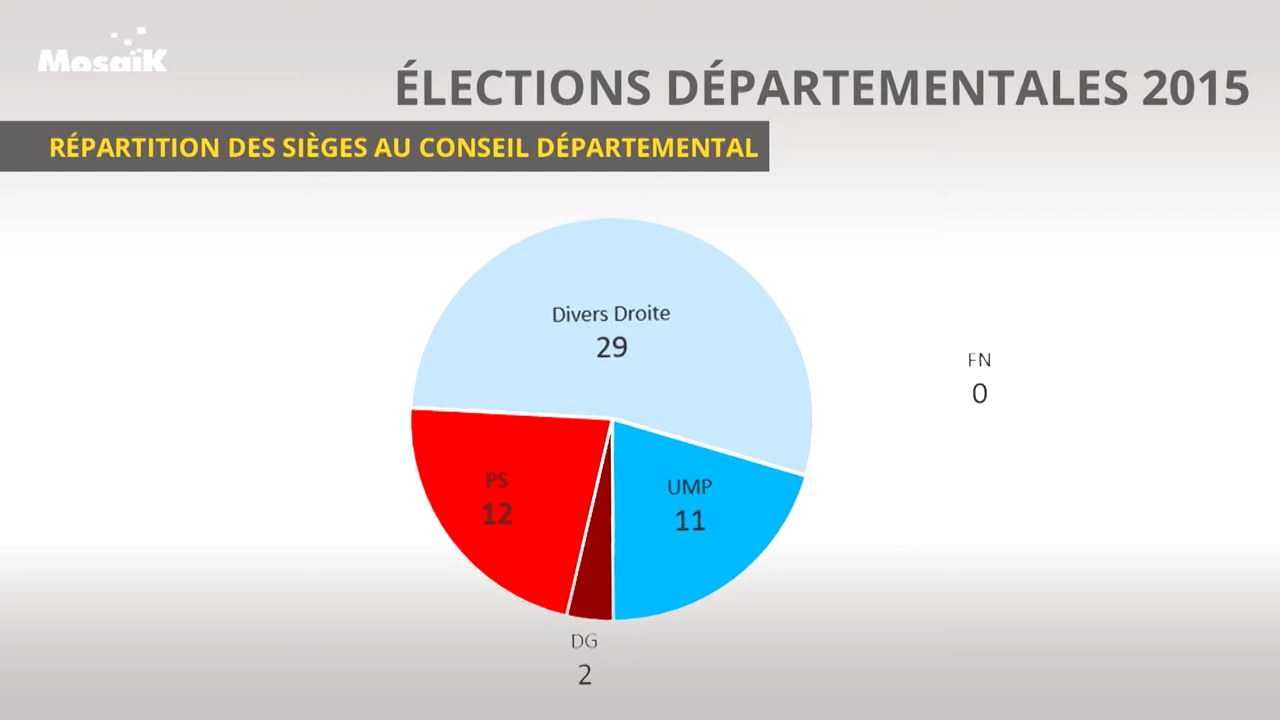 MosaïK
ÉLECTIONS DÉPARTEMENTALES 2015
RÉPARTITION DES SIÈGES AU CONSEIL DÉPARTEMENTAL
Divers Droite
29
FN
0
PS
12
UMP
11
DG
2